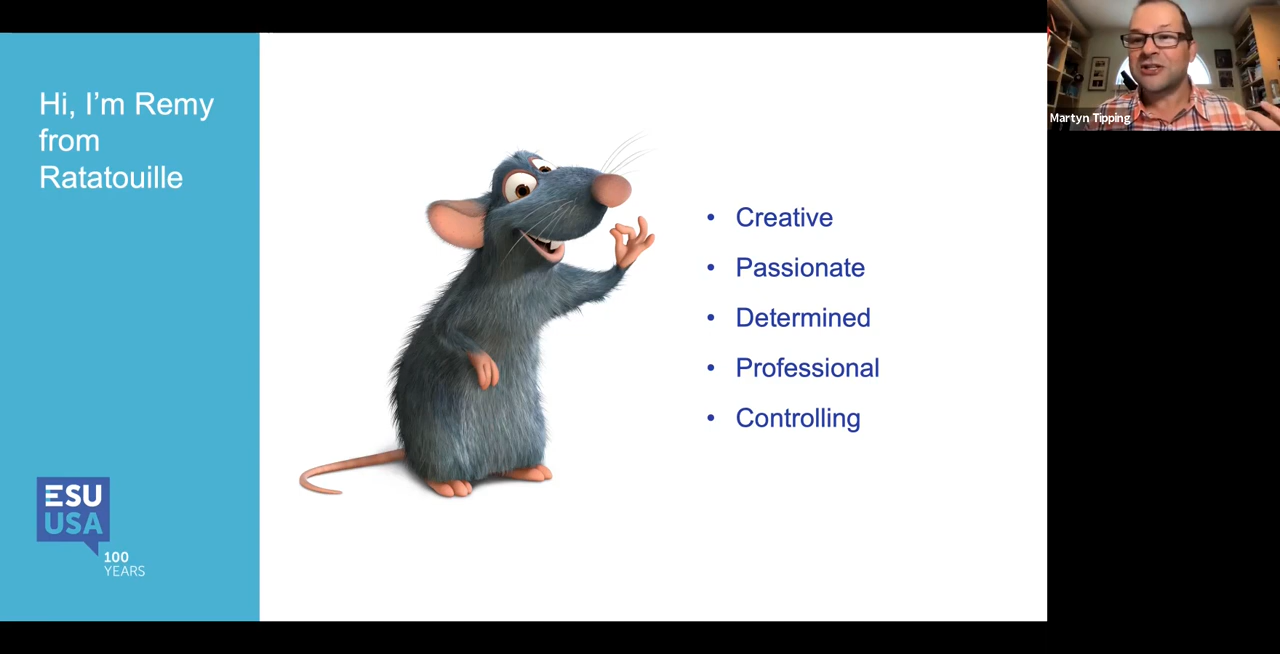 Hi, I’m Remy
from
Ratatouille
• Creative
• Passionate
• Determined
• Professional
• Controlling
ESU
USA
100
YEARS
Martyn Tipping